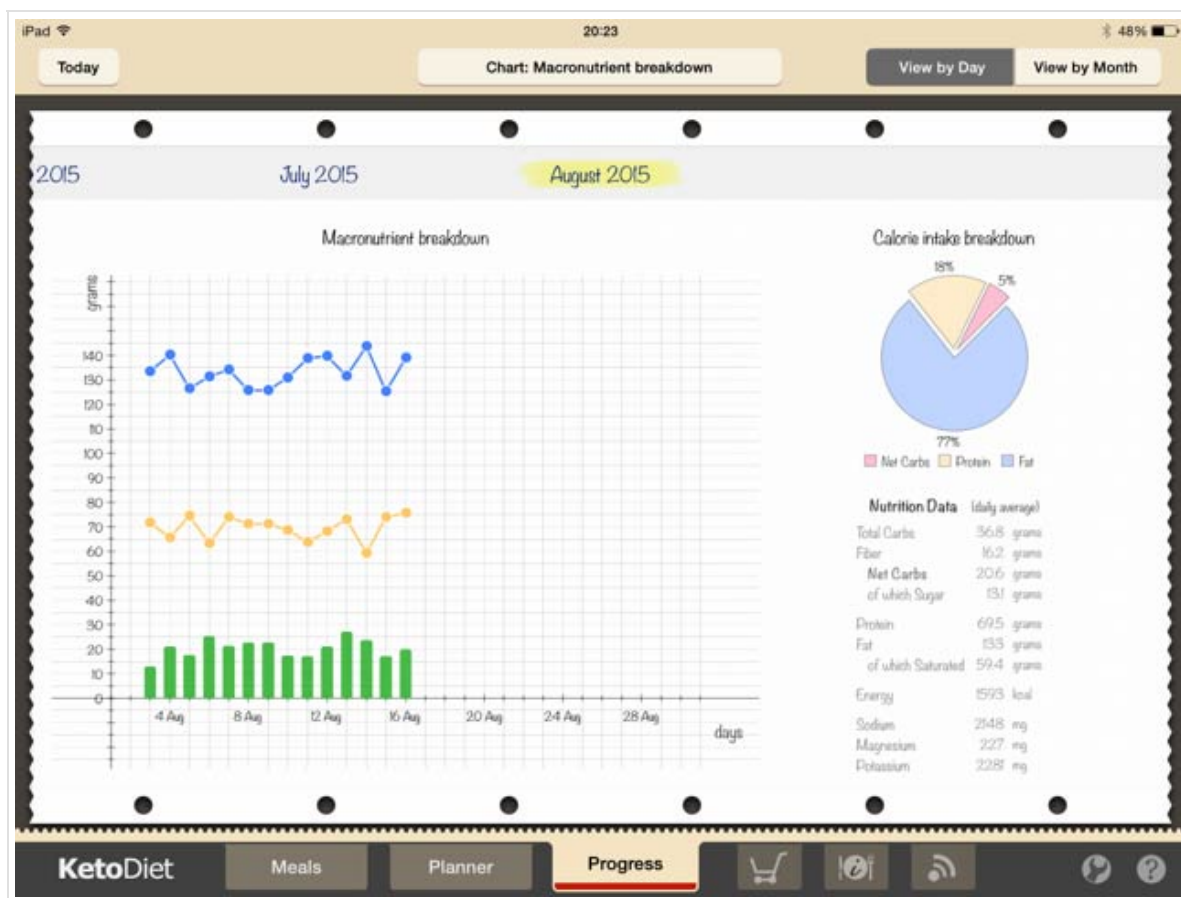 iPad 20:23 48%
Today Chart: Macronutrient breakdown View by Day View by Month
2015 July 2015 August 2015
Macronutrient breakdown
grams
140
130
120
110
100
90
80
70
60
50
40
30
20
10
0
4 Aug 8 Aug 12 Aug 16 Aug 20 Aug 24 Aug 28 Aug
days
Calorie intake breakdown
18%
5%
77%
Net Carbs Protein Fat
Nutrition Data (daily average)
Total Carbs 36.8 grams
Fiber 16.2 grams
Net Carbs 20.6 grams
of which Sugar 13.1 grams
Protein 69.5 grams
Fat 133 grams
of which Saturated 59.4 grams
Energy 1593 kcal
Sodium 2148 mg
Magnesium 227 mg
Potassium 2281 mg
KetoDiet Meals Planner Progress